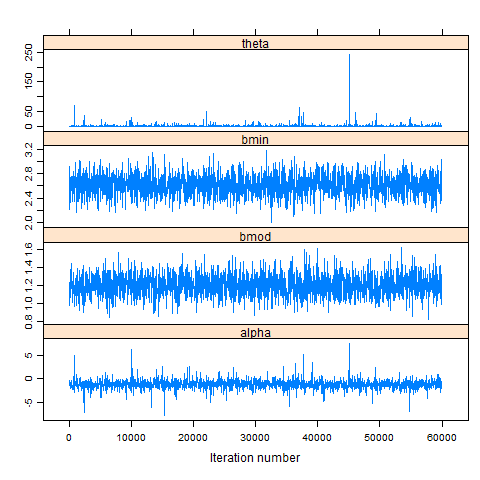 theta
0 50 150 250
bmin
2.0 2.4 2.8 3.2
bmod
0.8 1.0 1.2 1.4 1.6
alpha
-5 0 5
0 10000 20000 30000 40000 50000 60000
Iteration number